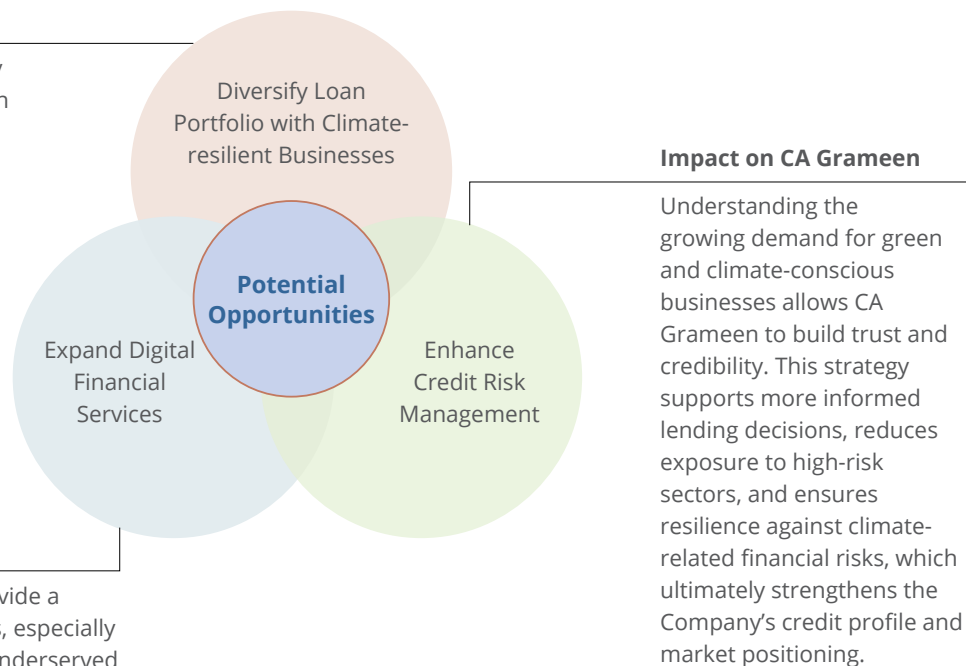 Diversify Loan
Portfolio with Climate-
resilient Businesses
Potential
Opportunities
Expand Digital
Financial
Services
Enhance
Credit Risk
Management
Impact on CA Grameen
Understanding the
growing demand for green
and climate-conscious
businesses allows CA
Grameen to build trust and
credibility. This strategy
supports more informed
lending decisions, reduces
exposure to high-risk
sectors, and ensures
resilience against climate-
related financial risks, which
ultimately strengthens the
Company’s credit profile and
market positioning.
a
, especially